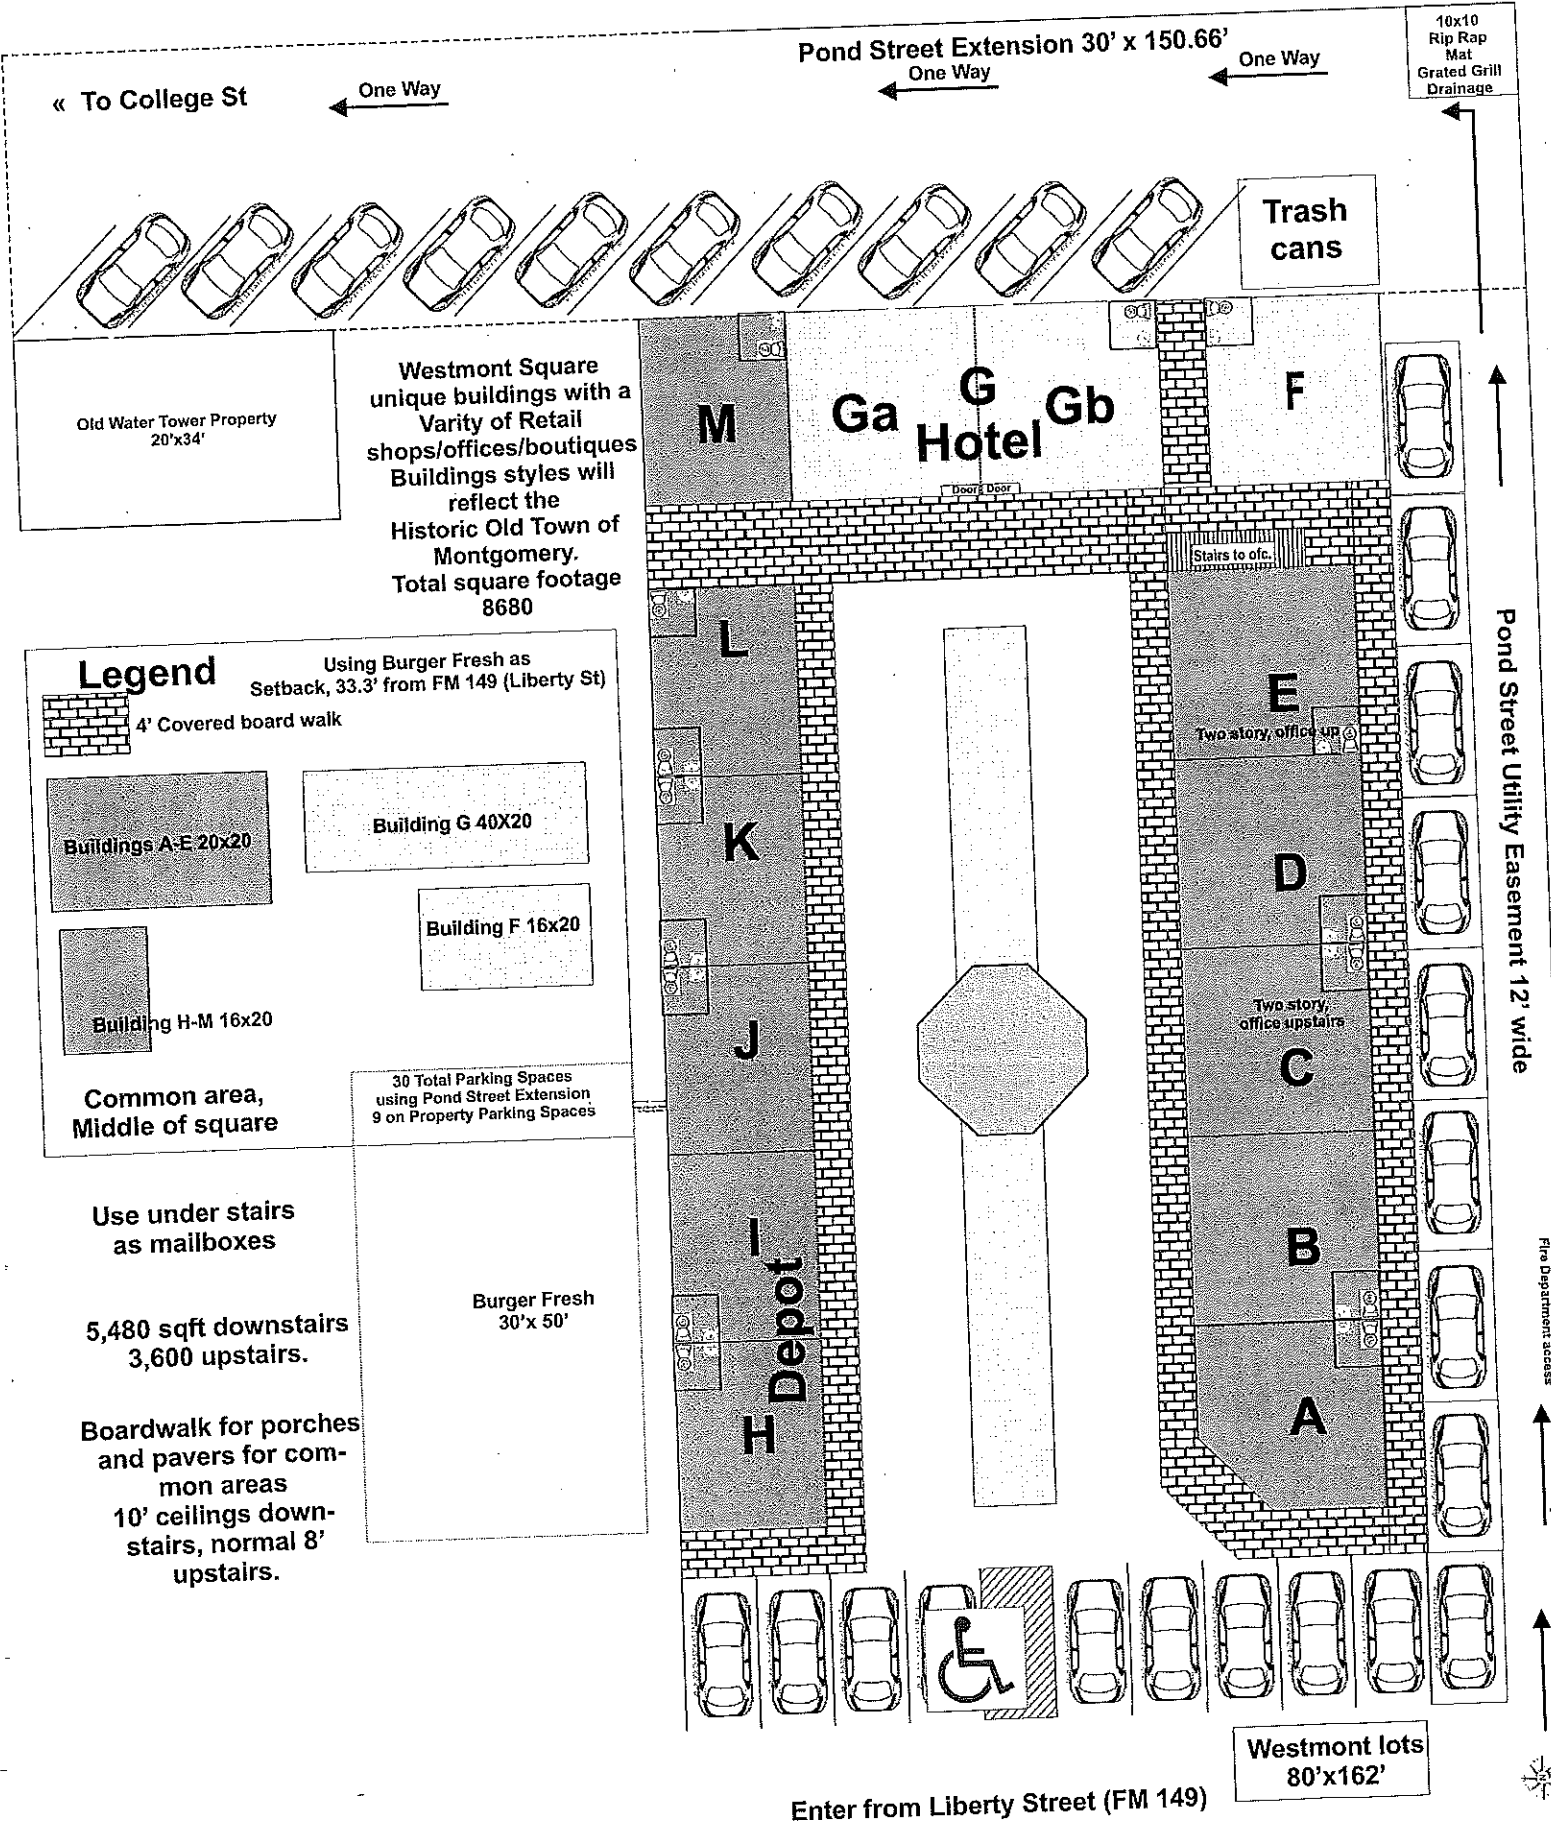 Pond Street Extension 30' x 150.66'
10x10
Rip Rap
Mat
Grated Grill
Drainage
« To College St
One Way
One Way
One Way
Trash
cans
Old Water Tower Property
20'x34'
Westmont Square
unique buildings with a
Varity of Retail
shops/offices/boutiques
Buildings styles will
reflect the
Historic Old Town of
Montgomery.
Total square footage
8680
M
Ga
G
Gb
Hotel
Door
Door
F
Stairs to ofc.
Legend
Using Burger Fresh as
Setback, 33.3' from FM 149 (Liberty St)
4' Covered board walk
Buildings A-E 20x20
Building G 40X20
Building F 16x20
Building H-M 16x20
Common area,
Middle of square
30 Total Parking Spaces
using Pond Street Extension
9 on Property Parking Spaces
L
K
J
I
Depot
H
E
Two story, office up
D
Two story,
office upstairs
C
B
A
Pond Street Utility Easement 12' wide
Fire Department access
Use under stairs
as mailboxes
5,480 sqft downstairs
3,600 upstairs.
Burger Fresh
30'x 50'
Boardwalk for porches
and pavers for com-
mon areas
10' ceilings down-
stairs, normal 8'
upstairs.
Westmont lots
80'x162'
Enter from Liberty Street (FM 149)